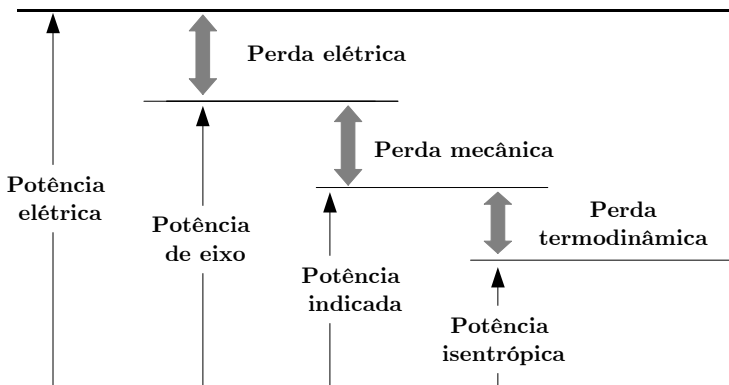 Perda elétrica
Perda mecânica
Potência
elétrica
Potência
de eixo
Perda
termodinâmica
Potência
indicada
Potência
isentrópica